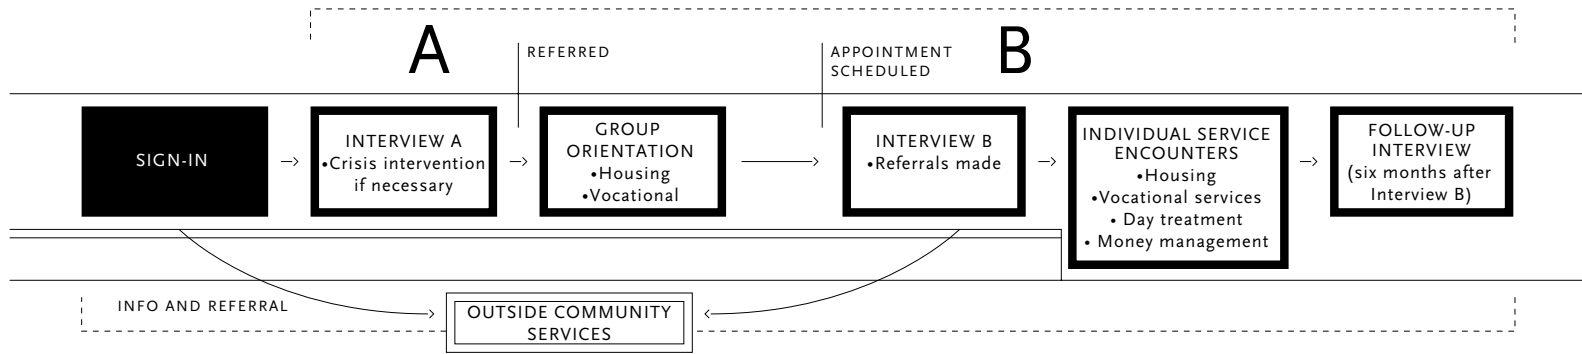 A
REFERRED
APPOINTMENT
SCHEDULED
B
SIGN-IN
INTERVIEW A
•Crisis intervention
if necessary
GROUP
ORIENTATION
•Housing
•Vocational
INTERVIEW B
•Referrals made
INDIVIDUAL SERVICE
ENCOUNTERS
•Housing
•Vocational services
• Day treatment
• Money management
FOLLOW-UP
INTERVIEW
(six months after
Interview B)
INFO AND REFERRAL
OUTSIDE COMMUNITY
SERVICES